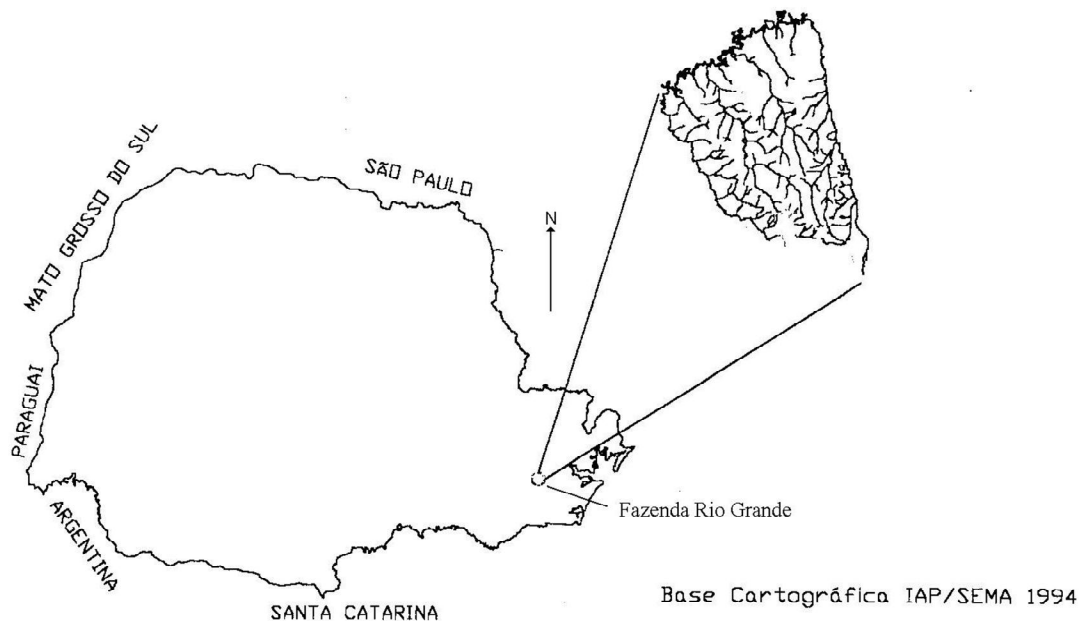 MATO GROSSO DO SUL
SÃO PAULO
N
PARAGUAI
ARGENTINA
Fazenda Rio Grande
SANTA CATARINA
Base Cartográfica IAP/SEMA 1994